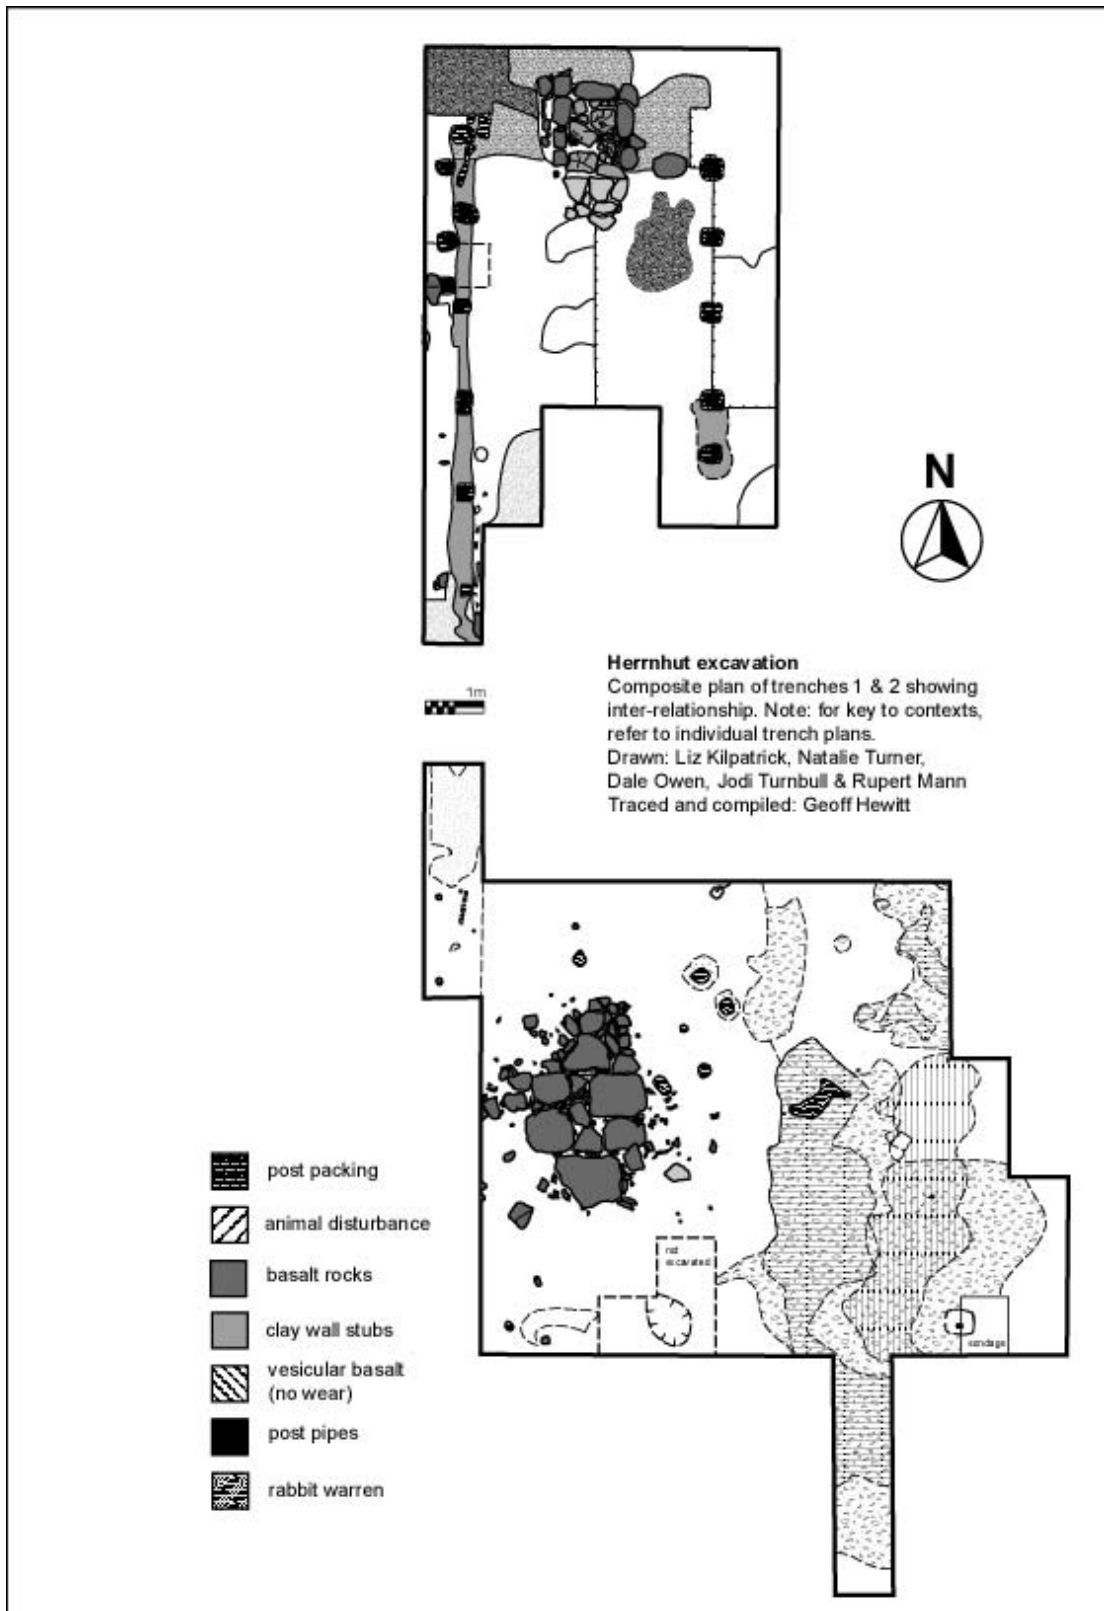 N
Herrnhut excavation
Composite plan of trenches 1 & 2 showing
inter-relationship. Note: for key to contexts,
refer to individual trench plans.
Drawn: Liz Kilpatrick, Natalie Turner,
Dale Owen, Jodi Turnbull & Rupert Mann
Traced and compiled: Geoff Hewitt
1m
not
excavated
sondage
post packing
animal disturbance
basalt rocks
clay wall stubs
vesicular basalt
(no wear)
post pipes
rabbit warren